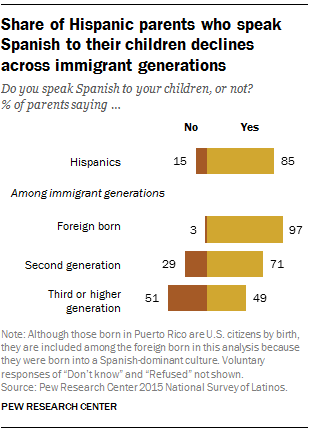 Share of Hispanic parents who speak
Spanish to their children declines
across immigrant generations
Do you speak Spanish to your children, or not?
% of parents saying ...
No Yes
Hispanics 15 85
Among immigrant generations
Foreign born 3 97
Second generation 29 71
Third or higher
generation 51 49
Note: Although those born in Puerto Rico are U.S. citizens by birth,
they are included among the foreign born in this analysis because
they were born into a Spanish-dominant culture. Voluntary
responses of “Don’t know” and “Refused” not shown.
Source: Pew Research Center 2015 National Survey of Latinos.
PEW RESEARCH CENTER